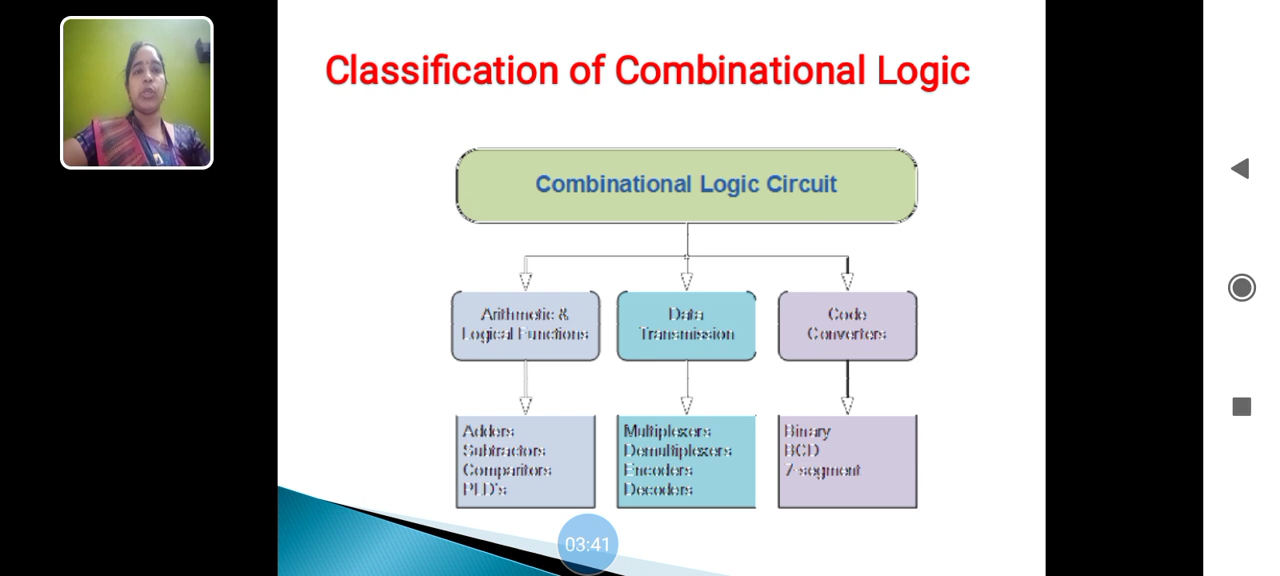 Classification of Combinational Logic
Combinational Logic Circuit
Arithmetic &
Logical Functions
Data
Transmission
Code
Converters
Adders
Subtractors
Comparitors
PLD's
Multiplexers
Demultiplexers
Encoders
Decoders
Binary
BCD
7-segment
03:41